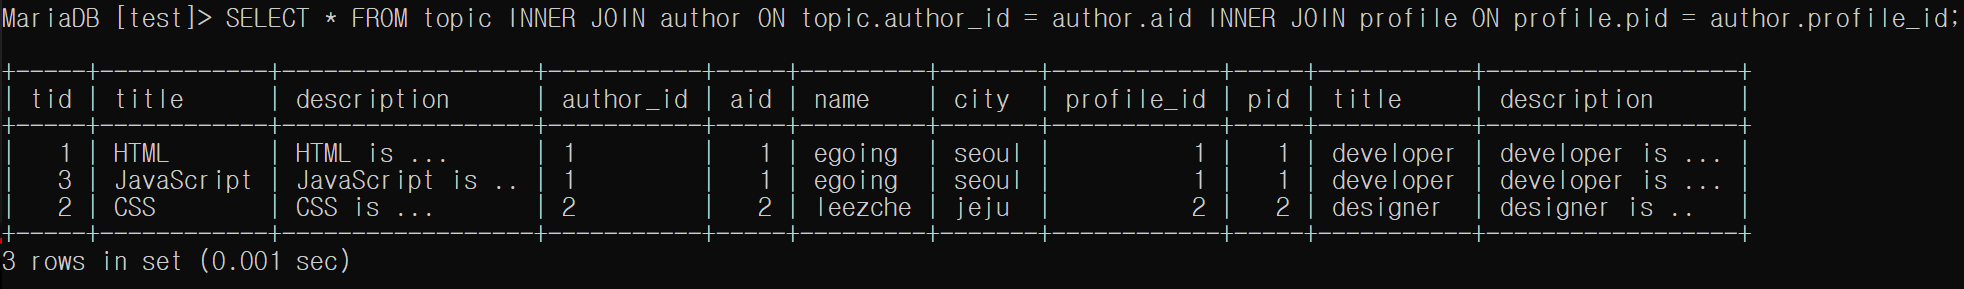 MariaDB [test]> SELECT * FROM topic INNER JOIN author ON topic.author_id = author.aid INNER JOIN profile ON profile.pid = author.profile_id;
+-----+------------+------------------+-----------+-----+---------+-------+------------+-----+-----------+------------------+
| tid | title      | description      | author_id | aid | name    | city  | profile_id | pid | title     | description      |
+-----+------------+------------------+-----------+-----+---------+-------+------------+-----+-----------+------------------+
|   1 | HTML       | HTML is ...      | 1         |   1 | egoing  | seoul |          1 |   1 | developer | developer is ... |
|   3 | JavaScript | JavaScript is .. | 1         |   1 | egoing  | seoul |          1 |   1 | developer | developer is ... |
|   2 | CSS        | CSS is ...       | 2         |   2 | leezche | jeju  |          2 |   2 | designer  | designer is ..   |
+-----+------------+------------------+-----------+-----+---------+-------+------------+-----+-----------+------------------+
3 rows in set (0.001 sec)